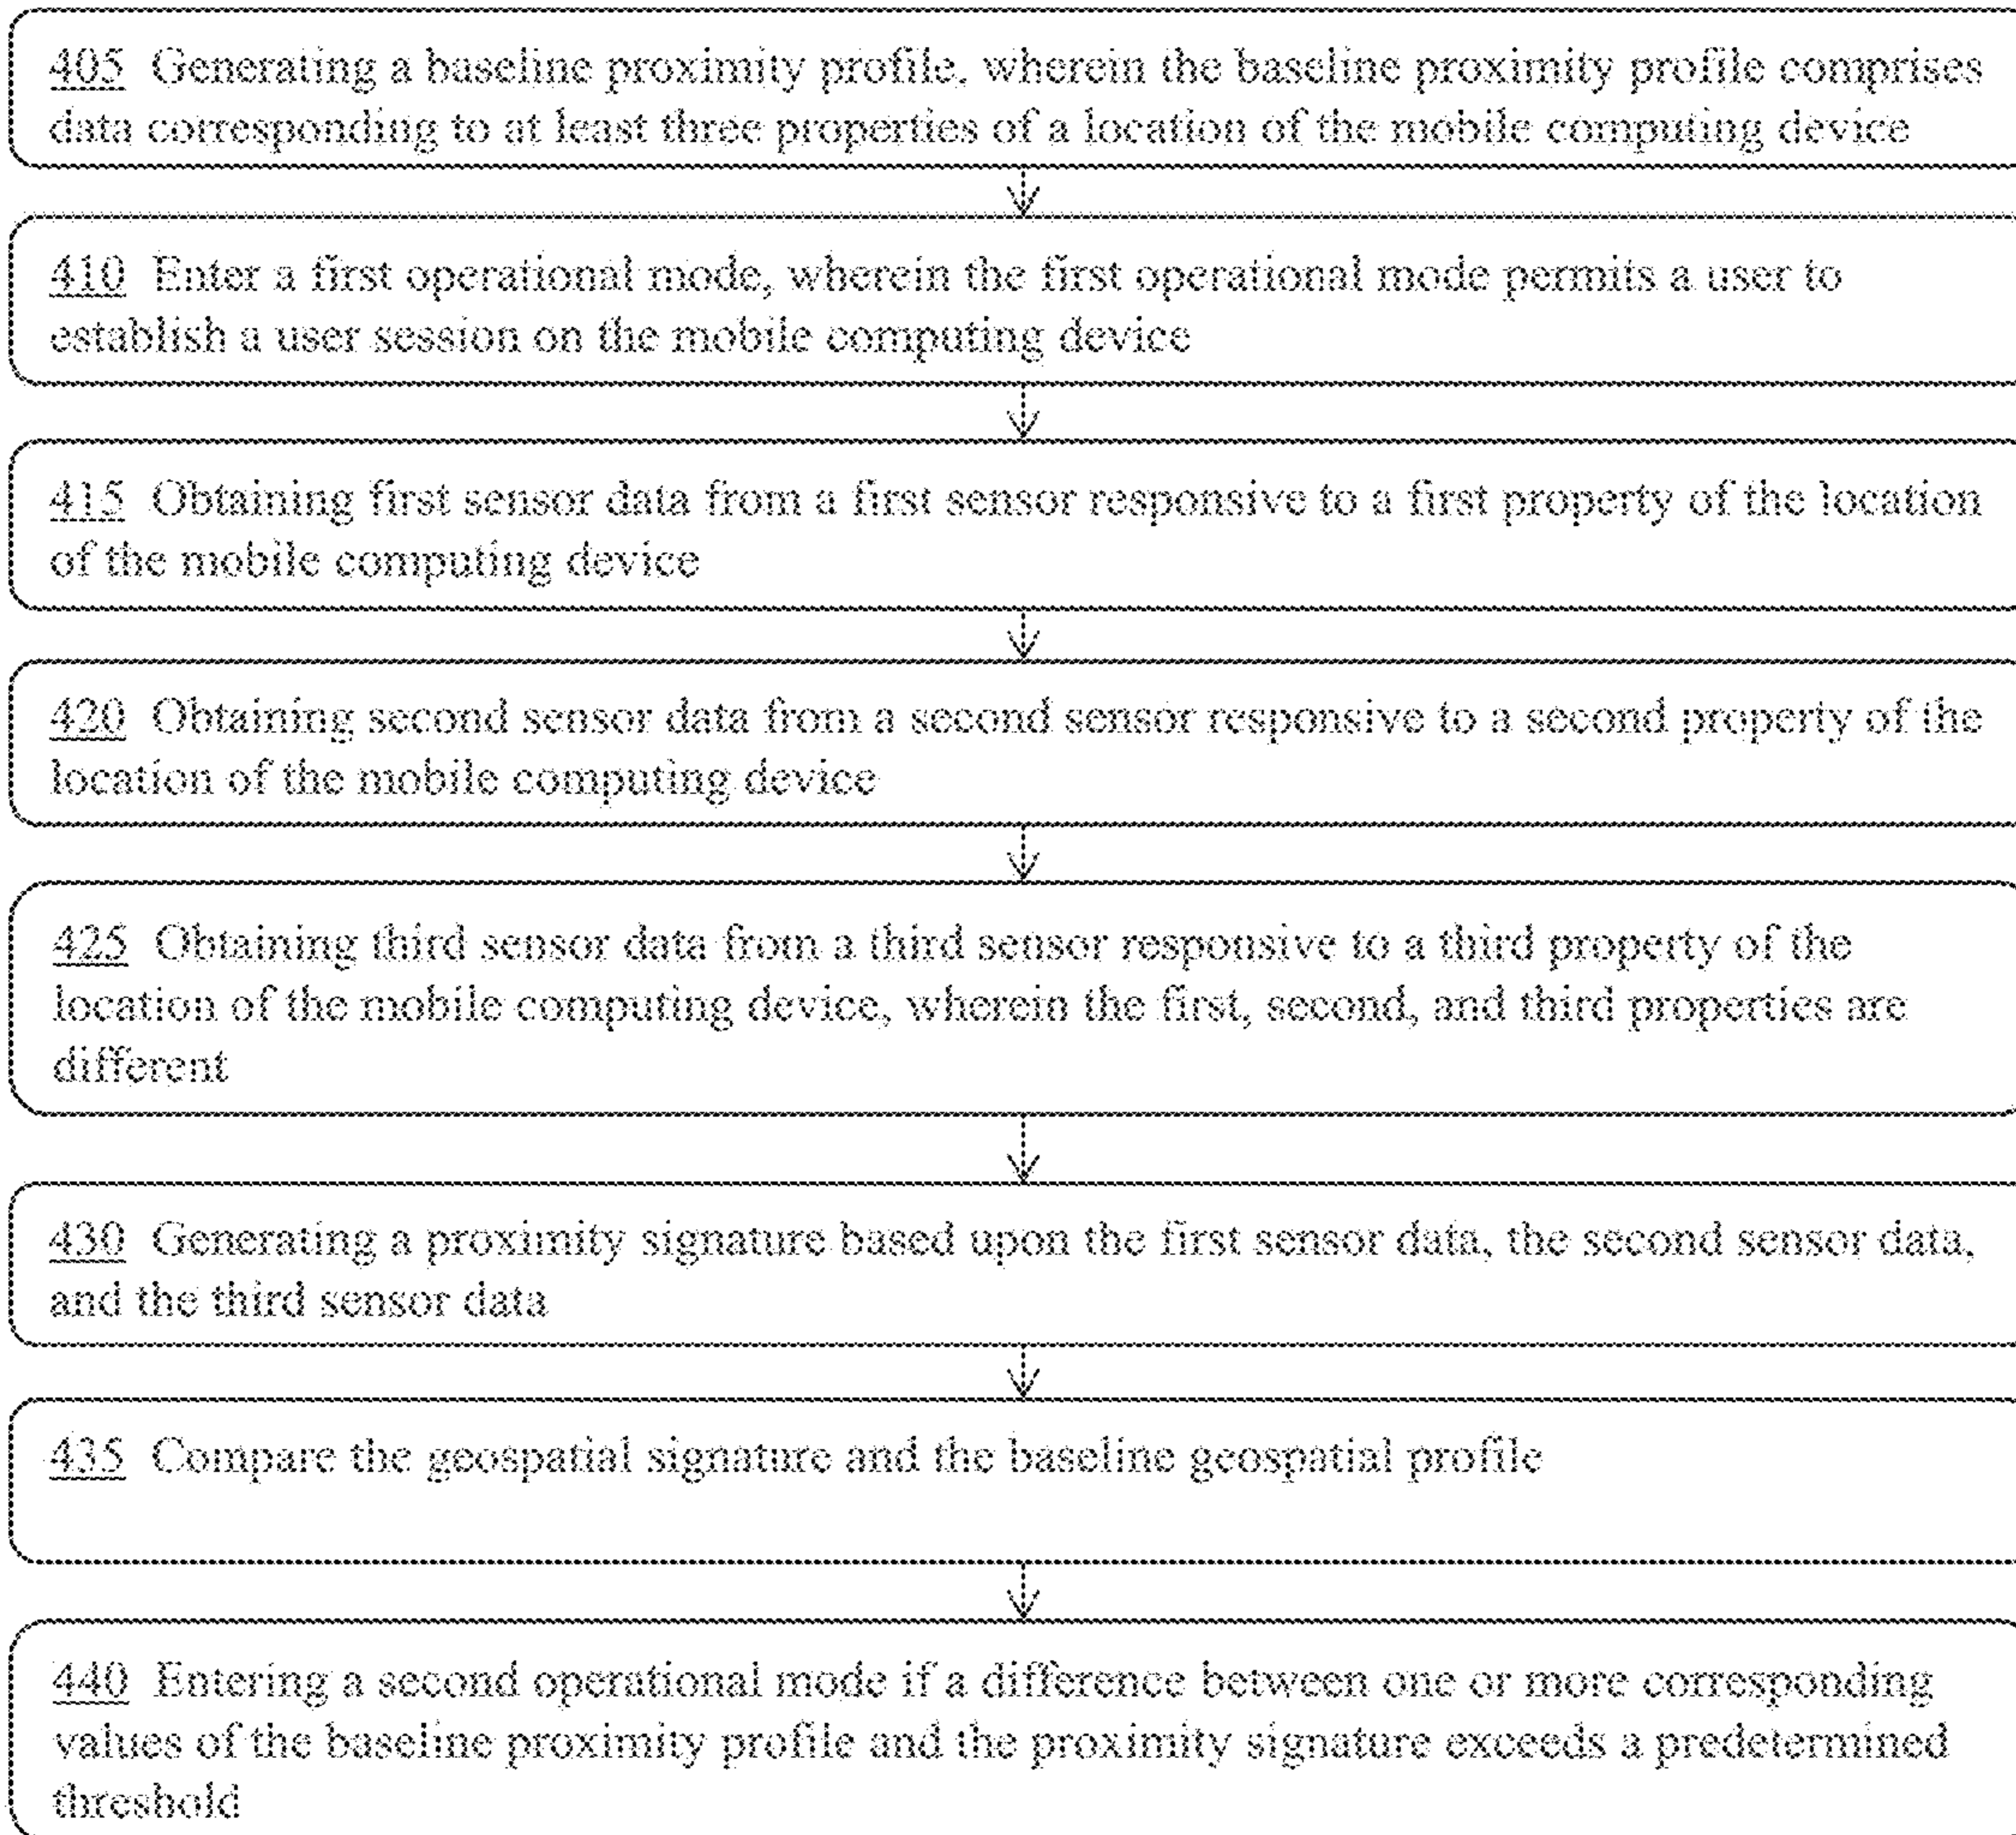 405 Generating a baseline proximity profile, wherein the baseline proximity profile comprises
data corresponding to at least three properties of a location of the mobile computing device
410 Enter a first operational mode, wherein the first operational mode permits a user to
establish a user session on the mobile computing device
415 Obtaining first sensor data from a first sensor responsive to a first property of the location
of the mobile computing device
420 Obtaining second sensor data from a second sensor responsive to a second property of the
location of the mobile computing device
425 Obtaining third sensor data from a third sensor responsive to a third property of the
location of the mobile computing device, wherein the first, second, and third properties are
different
430 Generating a proximity signature based upon the first sensor data, the second sensor data,
and the third sensor data
435 Compare the geospatial signature and the baseline geospatial profile
440 Entering a second operational mode if a difference between one or more corresponding
values of the baseline proximity profile and the proximity signature exceeds a predetermined
threshold